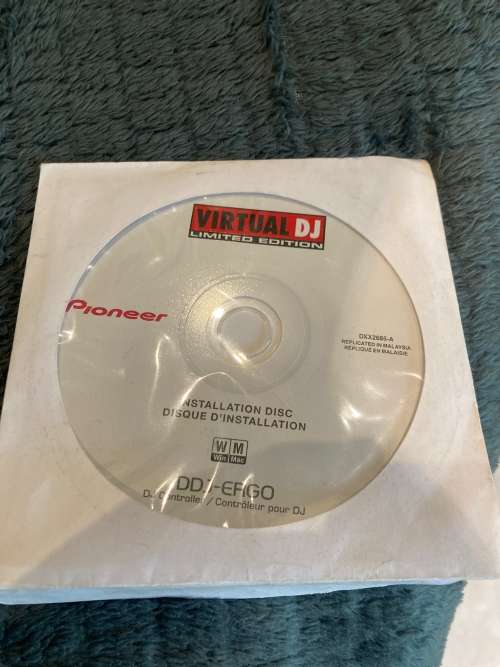 VIRTUAL DJ
LIMITED EDITION
Pioneer
DXX2685-A
REPLICATED IN MALAYSIA
RÉPLIQUÉ EN MALAISIE
INSTALLATION DISC
DISQUE D'INSTALLATION
W M
Win Mac
DDJ-ERGO
DJ Controller / Contrôleur pour DJ